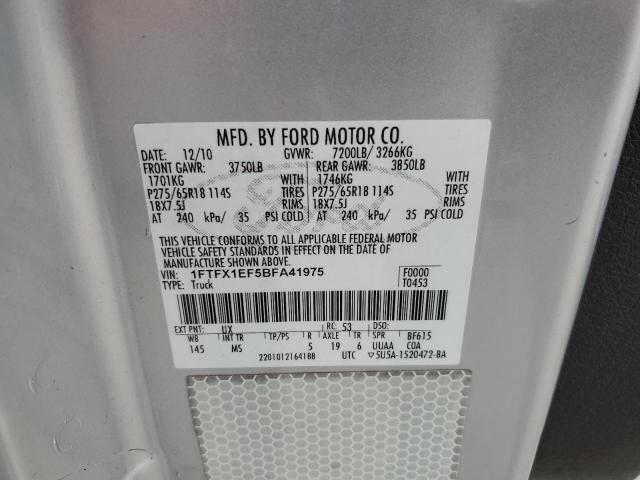 MFD. BY FORD MOTOR CO.
DATE: 12/10 GVWR: 7200LB/ 3266KG
FRONT GAWR: 3750LB REAR GAWR: 3850LB
1701KG WITH 1746KG WITH
P275/65R18 114S TIRES P275/65R18 114S TIRES
18X7.5J RIMS 18X7.5J RIMS
AT 240 kPa/ 35 PSI COLD AT 240 kPa/ 35 PSI COLD
THIS VEHICLE CONFORMS TO ALL APPLICABLE FEDERAL MOTOR
VEHICLE SAFETY STANDARDS IN EFFECT ON THE DATE OF
MANUFACTURE SHOWN ABOVE.
VIN: 1FTFX1EF5BFA41975 F0000
TYPE: Truck T0453
EXT PNT: UX RC: 53 DSO:
WB INT TR TP/PS R AXLE TR SPR BF615
145 MS 5 19 6 UUAA COA
2201012164188 UTC ▽5U5A-1520472-BA
Ford